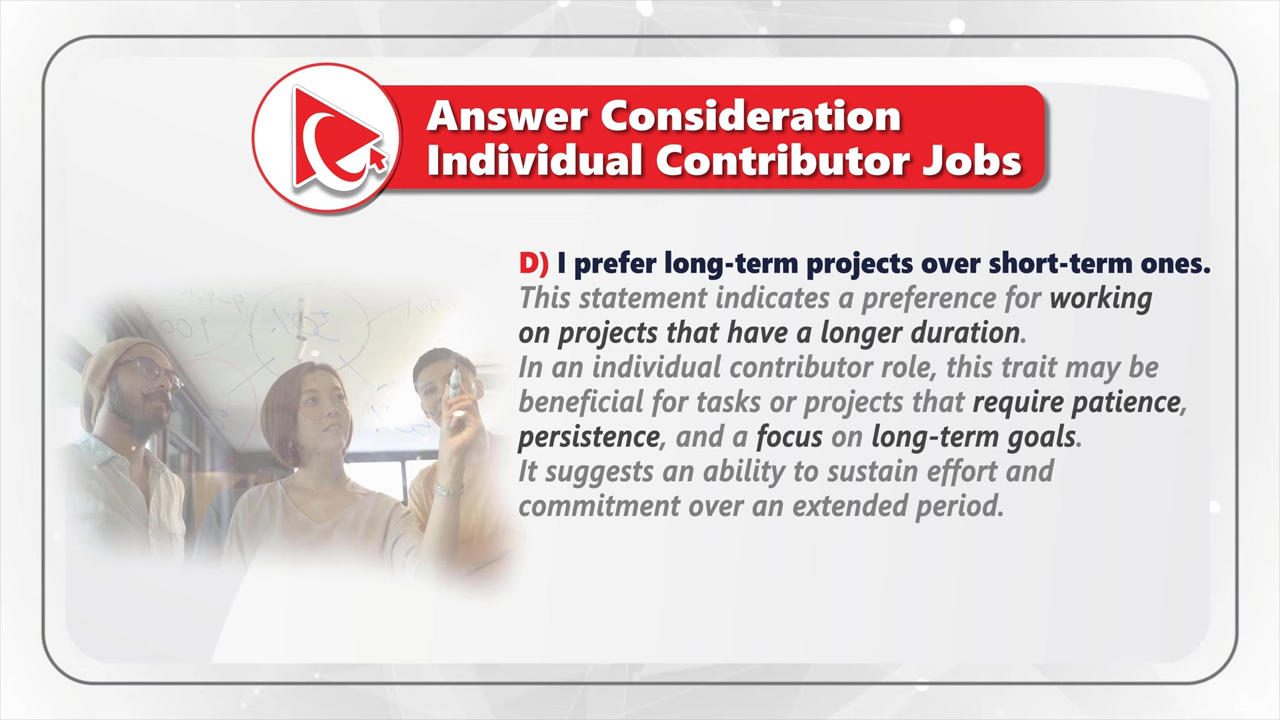 Answer Consideration
Individual Contributor Jobs
D) I prefer long-term projects over short-term ones.
This statement indicates a preference for working
on projects that have a longer duration.
In an individual contributor role, this trait may be
beneficial for tasks or projects that require patience,
persistence, and a focus on long-term goals.
It suggests an ability to sustain effort and
commitment over an extended period.